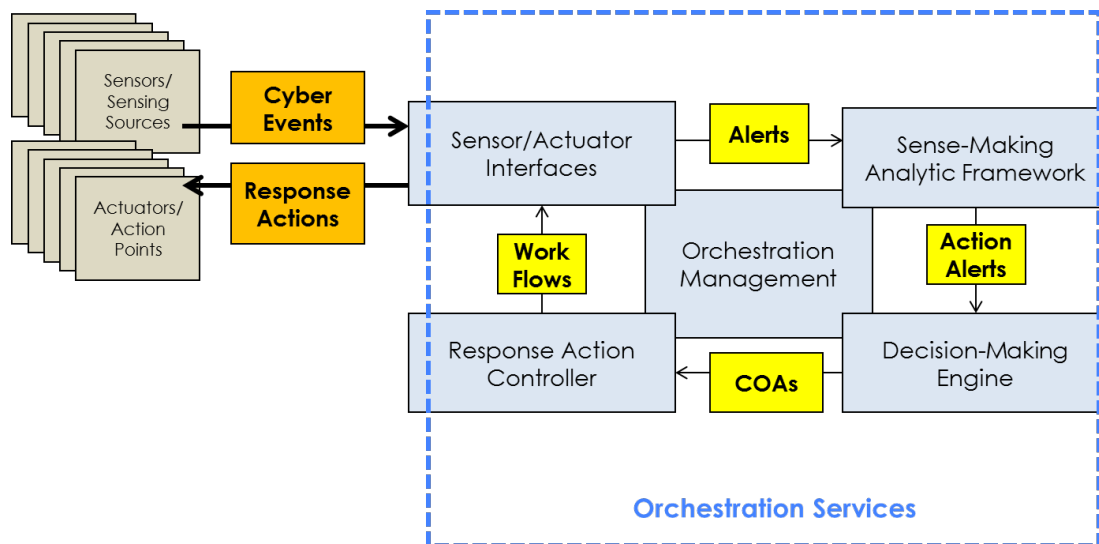 Sensors/
Sensing
Sources
Cyber
Events
Sensor/Actuator
Interfaces
Alerts
Sense-Making
Analytic Framework
Actuators/
Action
Points
Response
Actions
Work
Flows
Orchestration
Management
Action
Alerts
Response Action
Controller
COAs
Decision-Making
Engine
Orchestration Services